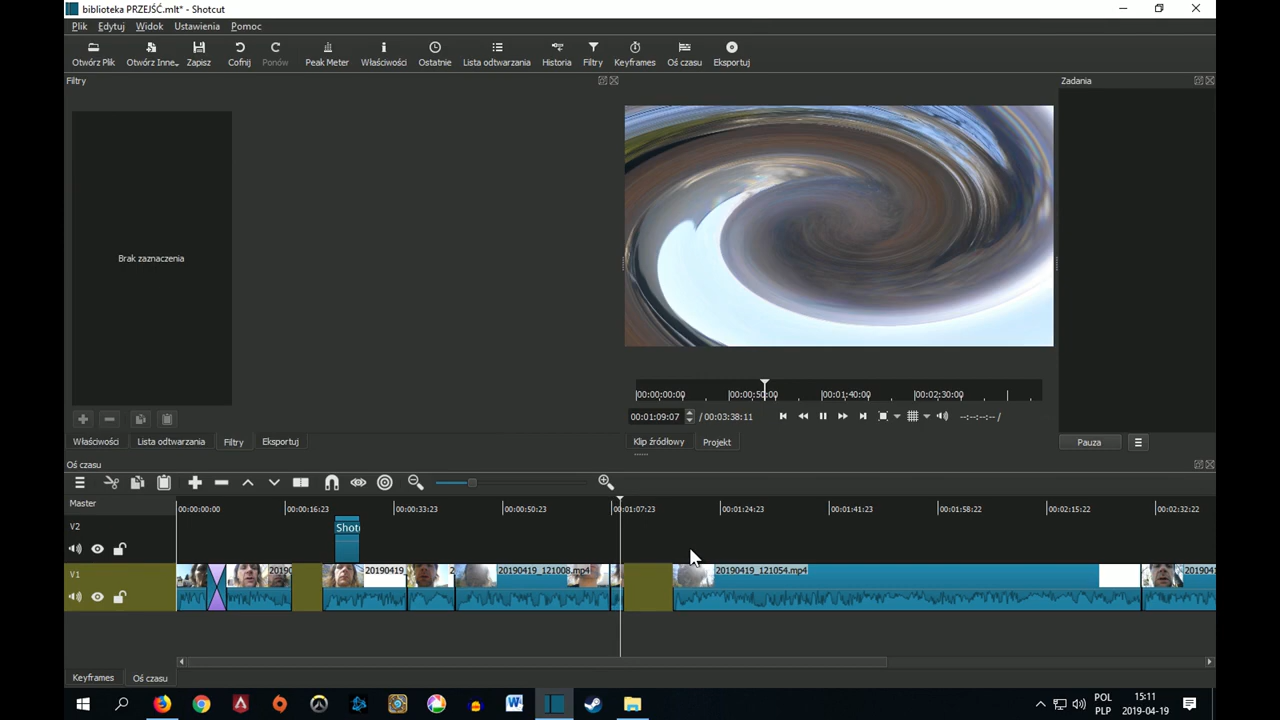 biblioteka PRZEJŚĆ.mlt* - Shotcut
Plik Edytuj Widok Ustawienia Pomoc
Otwórz Plik Otwórz Inne... Zapisz Cofnij Ponów Peak Meter Właściwości Ostatnie Lista odtwarzania Historia Filtry Keyframes Oś czasu Eksportuj
Filtry
Zadania
Brak zaznaczenia
00:00:00:00 00:00:50:00 00:01:40:00 00:02:30:00
00:01:09:07 / 00:03:38:11 --:--:--:-- /
Właściwości Lista odtwarzania Filtry Eksportuj
Klip źródłowy Projekt
Pauza
Oś czasu
Master
00:00:00:00 00:00:16:23 00:00:33:23 00:00:50:23 00:01:07:23 00:01:24:23 00:01:41:23 00:01:58:22 00:02:15:22 00:02:32:22
V2
Shot
V1
2019 20190419_ 2 20190419_121008.mp4 20190419_121054.mp4 201904
Keyframes Oś czasu
POL
PLP
15:11
2019-04-19